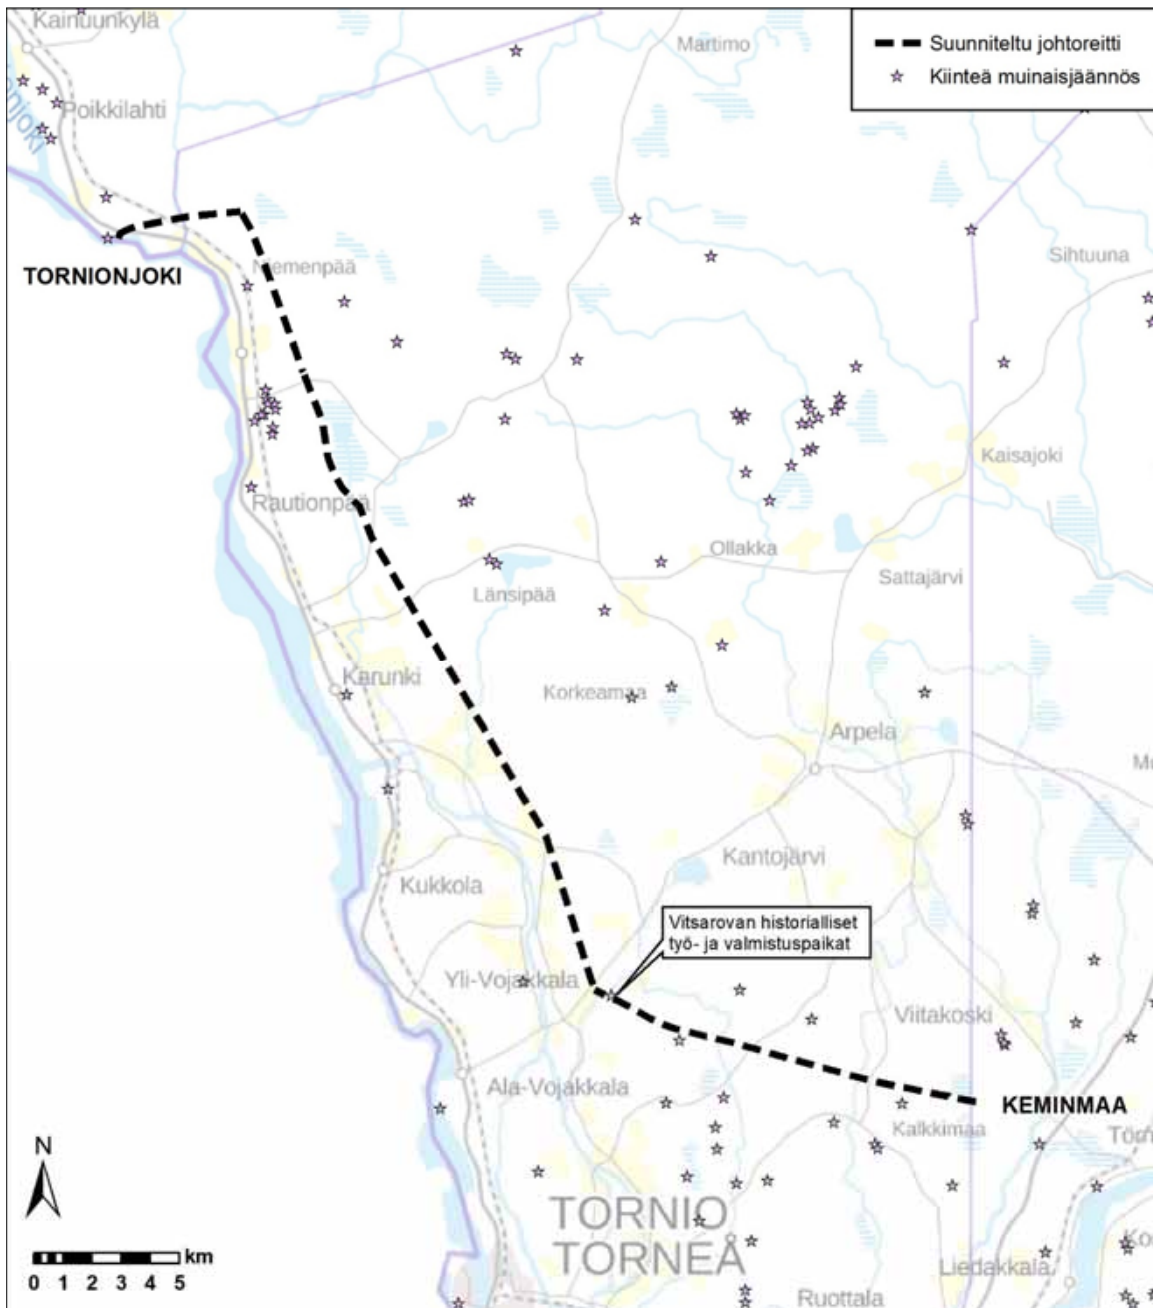 Kainuunkylä
Martimo
Suunniteltu johtoreitti
Kiinteä muinaisjäännös
Poikkilahti
onjoki
Niemenpää
Sihtuuna
TORNIONJOKI
Kaisajoki
Rautionpää
Ollakka
Sattajärvi
Länsipää
Karunki
Korkeamaa
Arpela
Kantojärvi
Kukkola
Vitsarovan historialliset
työ- ja valmistuspaikat
Yli-Vojakkala
Viitakoski
Ala-Vojakkala
KEMINMAA
Kalkkimaa
N
TORNIO
TORNEÅ
km
0 1 2 3 4 5
Liedakkala
Ruottala